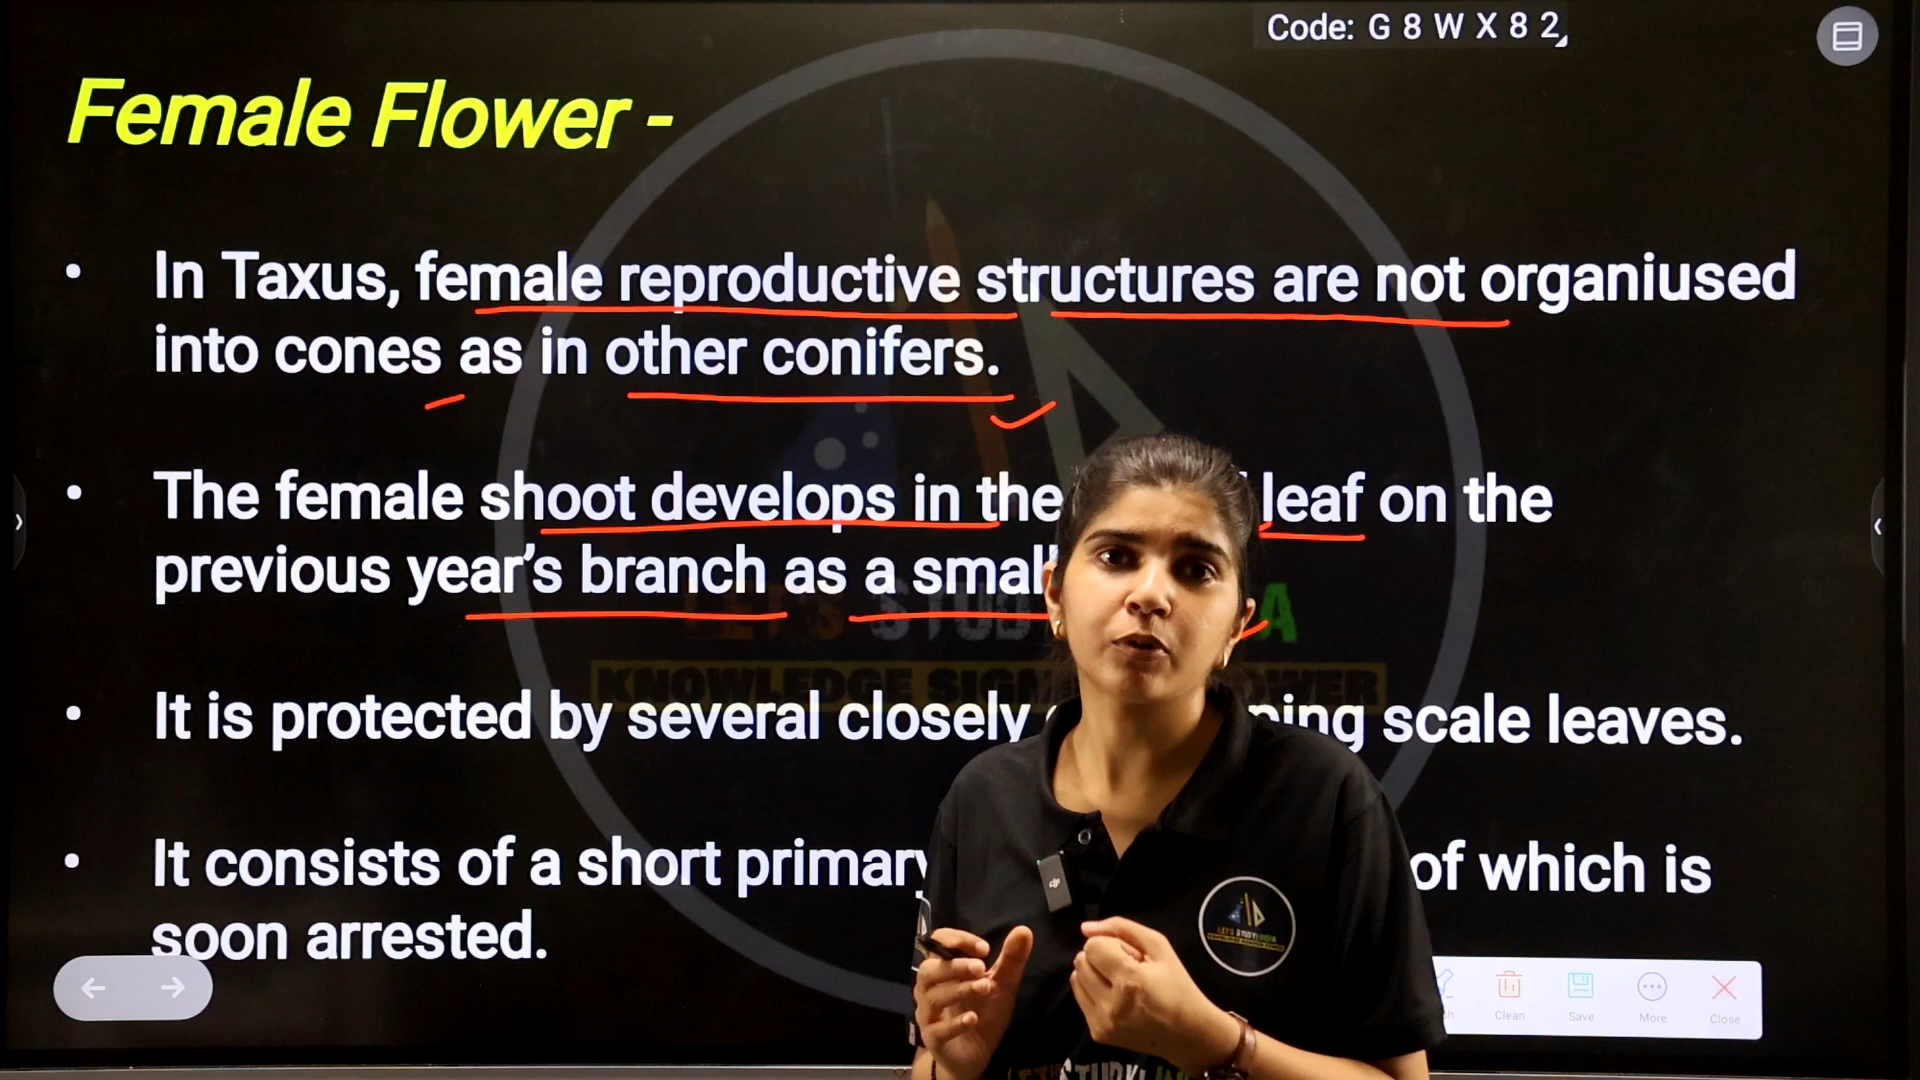 Code: G 8 W X 8 2
Female Flower -
• In Taxus, female reproductive structures are not organiused
into cones as in other conifers.
• The female shoot develops in the leaf on the
previous year's branch as a small
• It is protected by several closely scale leaves.
• It consists of a short primary of which is
soon arrested.
Clean
Save
More
Close